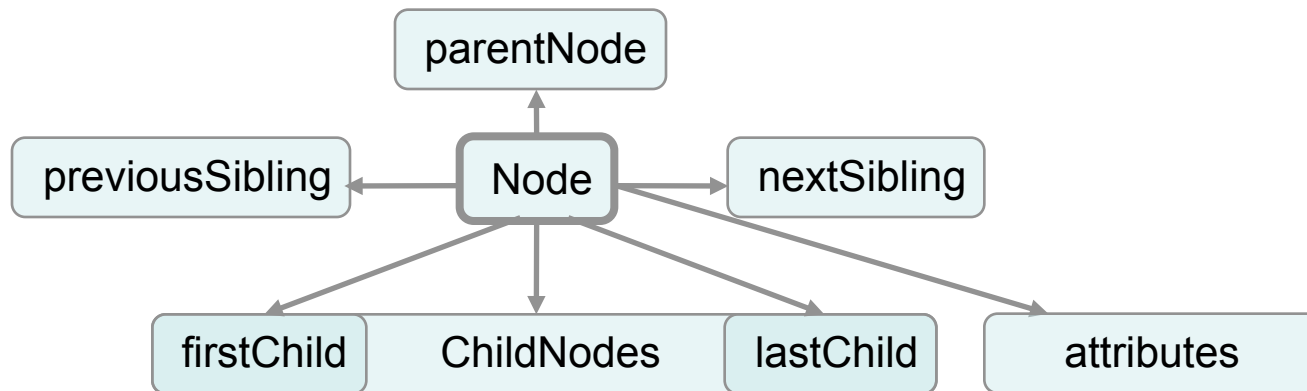 parentNode
previousSibling
Node
nextSibling
firstChild
ChildNodes
lastChild
attributes